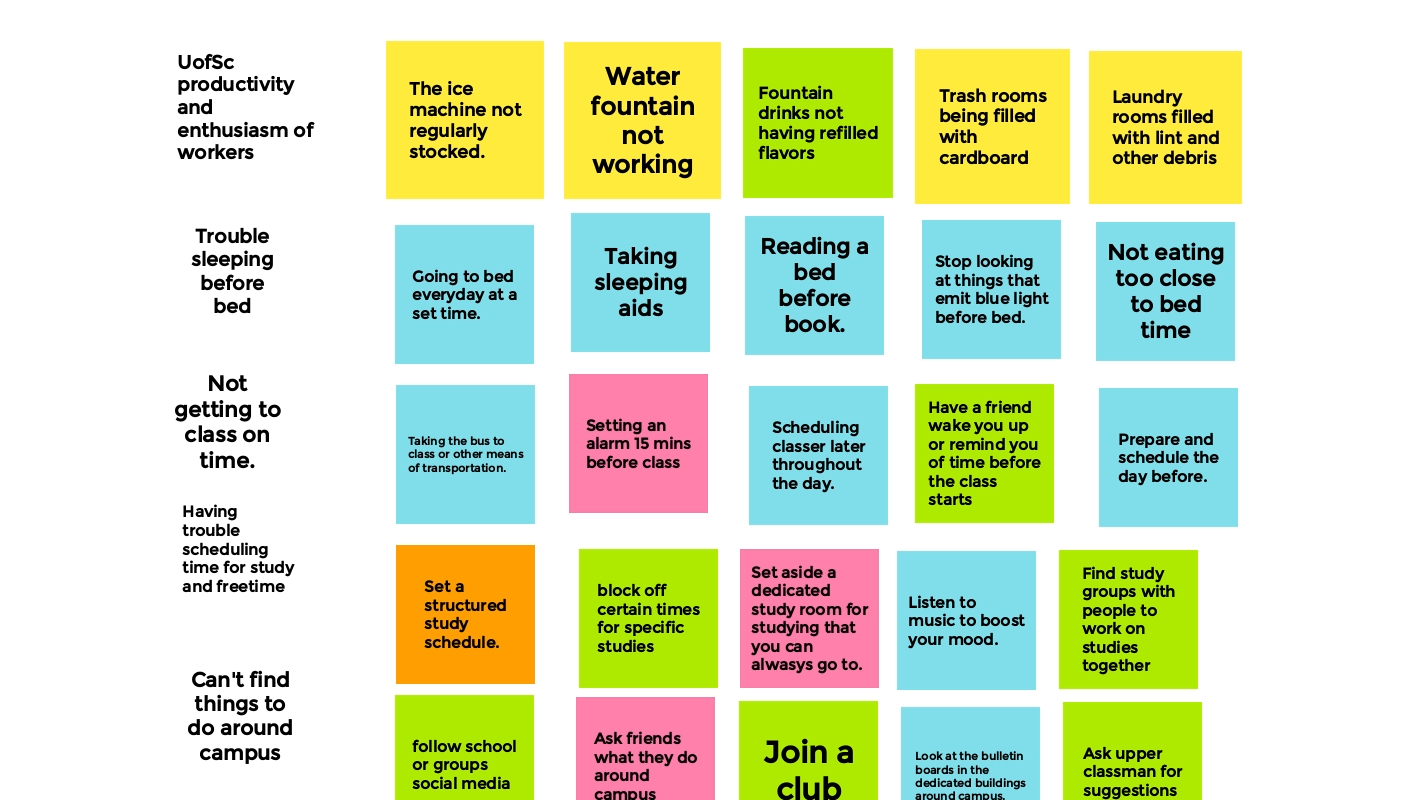 UofSc
productivity
and
enthusiasm of
workers
The ice
machine not
regularly
stocked.
Water
fountain
not
working
Fountain
drinks not
having refilled
flavors
Trash rooms
being filled
with
cardboard
Laundry
rooms filled
with lint and
other debris
Trouble
sleeping
before
bed
Going to bed
everyday at a
set time.
Taking
sleeping
aids
Reading a
bed
before
book.
Stop looking
at things that
emit blue light
before bed.
Not eating
too close
to bed
time
Not
getting to
class on
time.
Taking the bus to
class or other means
of transportation.
Setting an
alarm 15 mins
before class
Scheduling
classer later
throughout
the day.
Have a friend
wake you up
or remind you
of time before
the class
starts
Prepare and
schedule the
day before.
Having
trouble
scheduling
time for study
and freetime
Set a
structured
study
schedule.
block off
certain times
for specific
studies
Set aside a
dedicated
study room for
studying that
you can
alwasys go to.
Listen to
music to boost
your mood.
Find study
groups with
people to
work on
studies
together
Can't find
things to
do around
campus
follow school
or groups
social media
Ask friends
what they do
around
campus
Join a
club
Look at the bulletin
boards in the
dedicated buildings
around campus.
Ask upper
classman for
suggestions